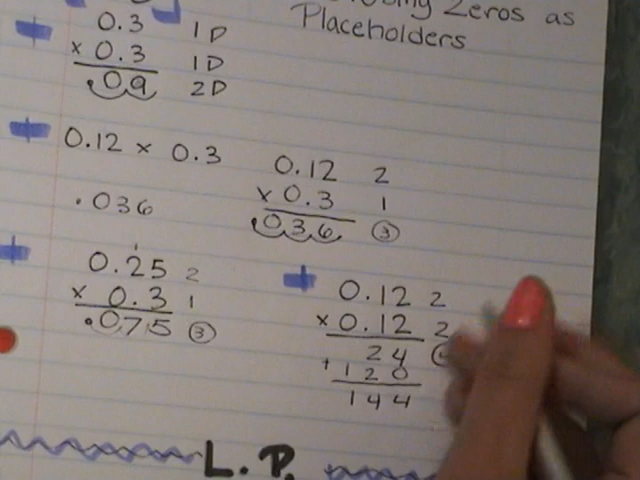 Zeros as
Placeholders
0.3 1D
x 0.3 1D
.09 2D
0.12 x 0.3
.036
0.12 2
x 0.3 1
.036 3
1
0.25 2
x 0.3 1
.075 3
0.12 2
x 0.12 2
24
+ 120
144
L.P.